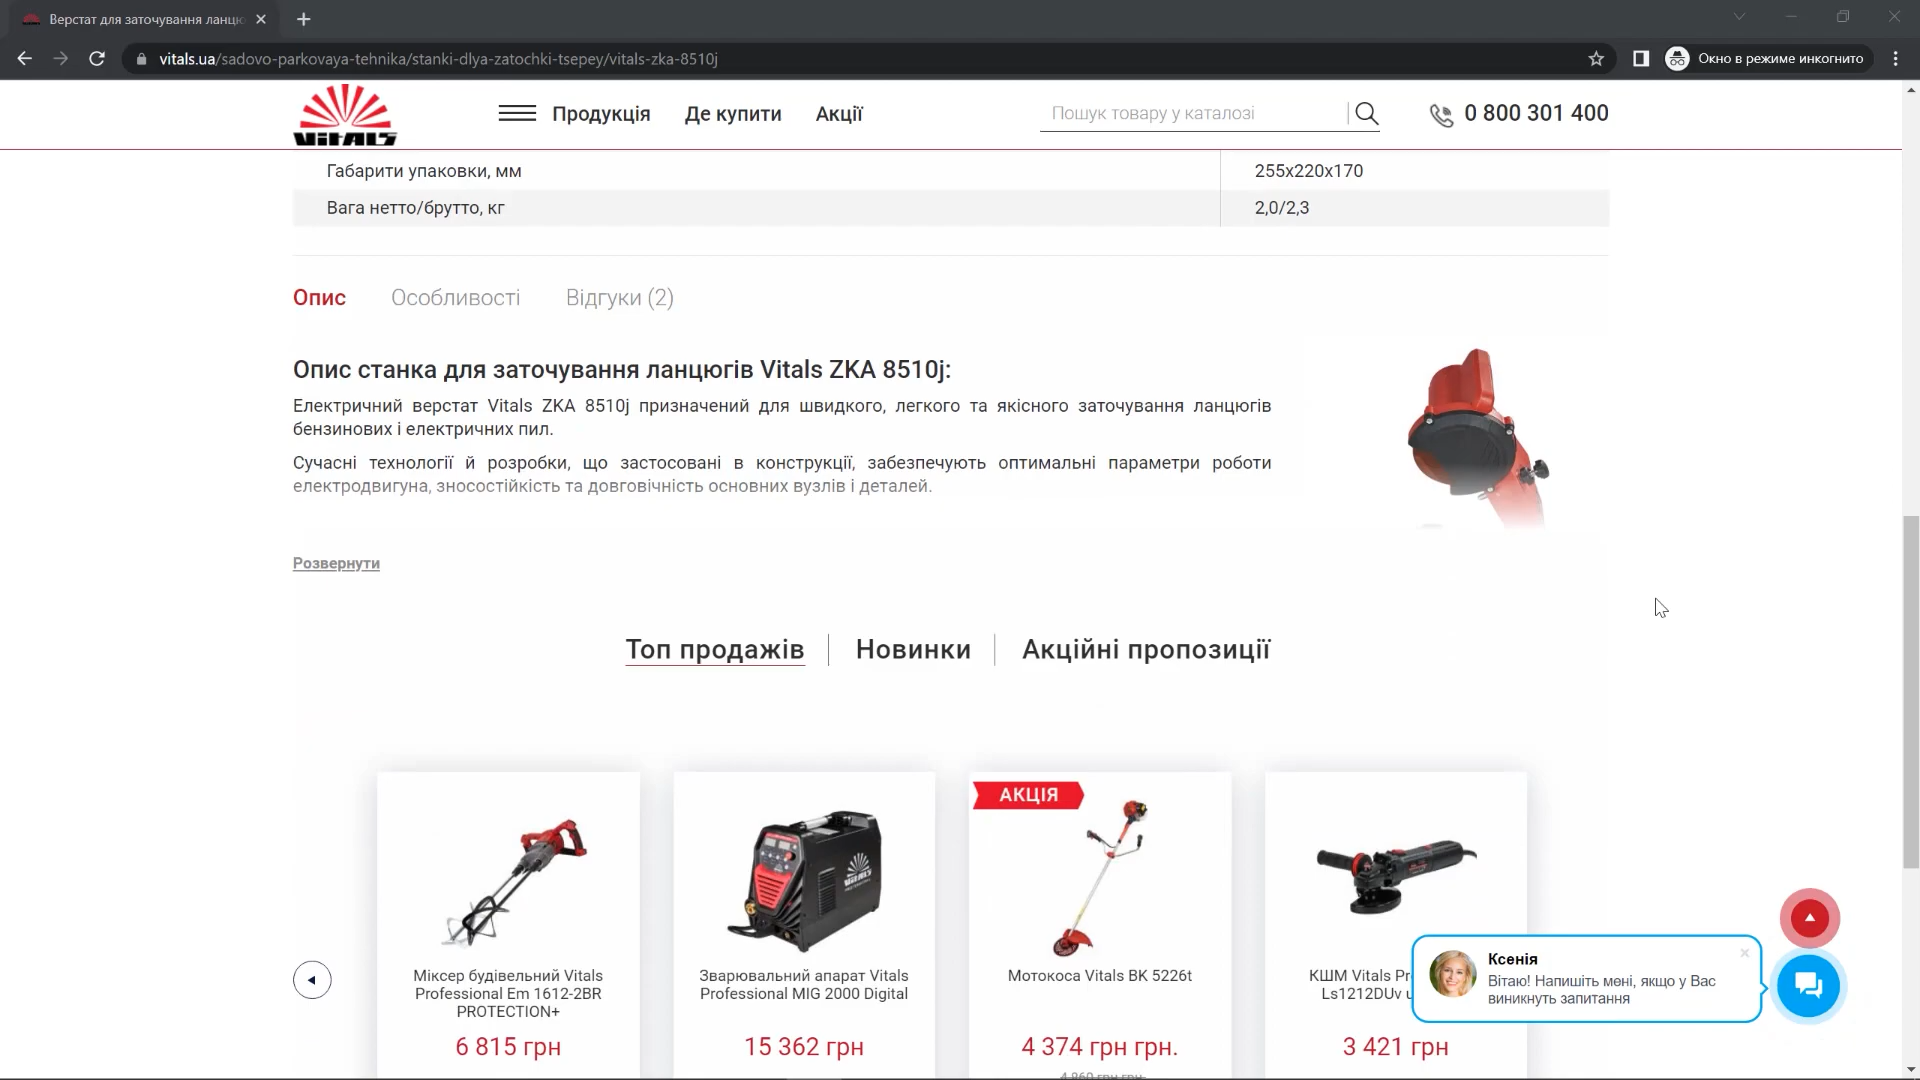 Верстат для заточування ланцю
vitals.ua/sadovo-parkovaya-tehnika/stanki-dlya-zatochki-tsepey/vitals-zka-8510j
Окно в режиме инкогнито
VITALS
Продукція
Де купити
Акції
Пошук товару у каталозі
0 800 301 400
Габарити упаковки, мм
255x220x170
Вага нетто/брутто, кг
2,0/2,3
Опис
Особливості
Відгуки (2)
Опис станка для заточування ланцюгів Vitals ZKA 8510j:
Електричний верстат Vitals ZKA 8510j призначений для швидкого, легкого та якісного заточування ланцюгів
бензинових і електричних пил.
Сучасні технології й розробки, що застосовані в конструкції, забезпечують оптимальні параметри роботи
електродвигуна, зносостійкість та довговічність основних вузлів і деталей.
Розвернути
Топ продажів
Новинки
Акційні пропозиції
Міксер будівельний Vitals
Professional Em 1612-2BR
PROTECTION+
6 815 грн
VITALS
Зварювальний апарат Vitals
Professional MIG 2000 Digital
15 362 грн
АКЦІЯ
Мотокоса Vitals BK 5226t
4 374 грн грн.
4 860 грн грн.
КШМ Vitals Pr
Ls1212DUv
3 421 грн
Ксенія
Вітаю! Напишіть мені, якщо у Вас
виникнуть запитання